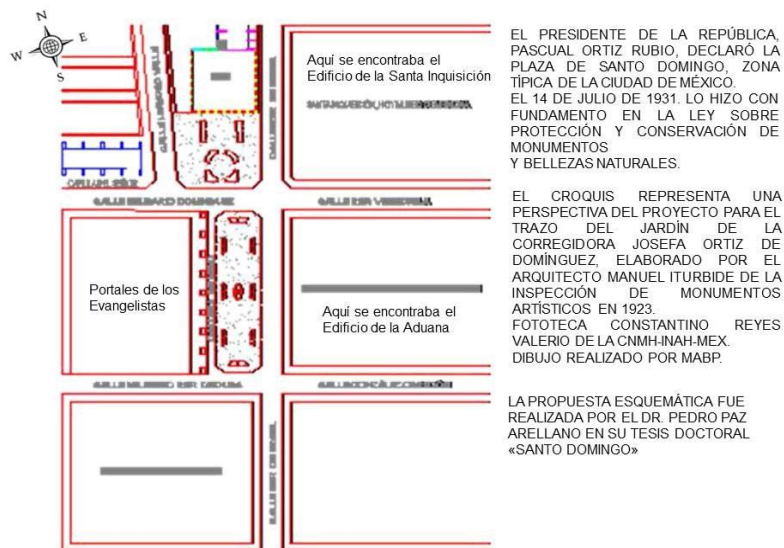 N
W
E
S
Aquí se encontraba el
Edificio de la Santa Inquisición
Portales de los
Evangelistas
Aquí se encontraba el
Edificio de la Aduana
EL PRESIDENTE DE LA REPÚBLICA,
PASCUAL ORTIZ RUBIO, DECLARÓ LA
PLAZA DE SANTO DOMINGO, ZONA
TÍPICA DE LA CIUDAD DE MÉXICO.
EL 14 DE JULIO DE 1931. LO HIZO CON
FUNDAMENTO EN LA LEY SOBRE
PROTECCIÓN Y CONSERVACIÓN DE
MONUMENTOS
Y BELLEZAS NATURALES.
EL CROQUIS REPRESENTA UNA
PERSPECTIVA DEL PROYECTO PARA EL
TRAZO DEL JARDÍN DE LA
CORREGIDORA JOSEFA ORTIZ DE
DOMÍNGUEZ, ELABORADO POR EL
ARQUITECTO MANUEL ITURBIDE DE LA
INSPECCIÓN DE MONUMENTOS
ARTÍSTICOS EN 1923.
FOTOTECA CONSTANTINO REYES
VALERIO DE LA CNMH-INAH-MEX.
DIBUJO REALIZADO POR MABP.
LA PROPUESTA ESQUEMÁTICA FUE
REALIZADA POR EL DR. PEDRO PAZ
ARELLANO EN SU TESIS DOCTORAL
«SANTO DOMINGO»